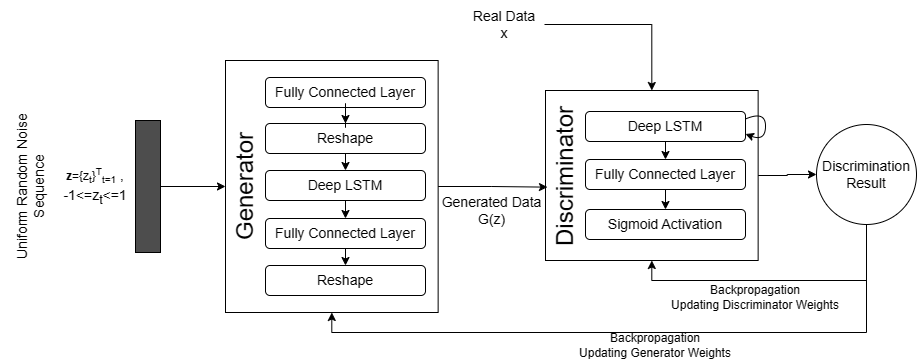 Uniform Random Noise
Sequence
z={z_t}^T_{t=1} ,
-1<=z_t<=1
Generator
Fully Connected Layer
Reshape
Deep LSTM
Fully Connected Layer
Reshape
Generated Data
G(z)
Real Data
x
Discriminator
Deep LSTM
Fully Connected Layer
Sigmoid Activation
Discrimination
Result
Backpropagation
Updating Discriminator Weights
Backpropagation
Updating Generator Weights